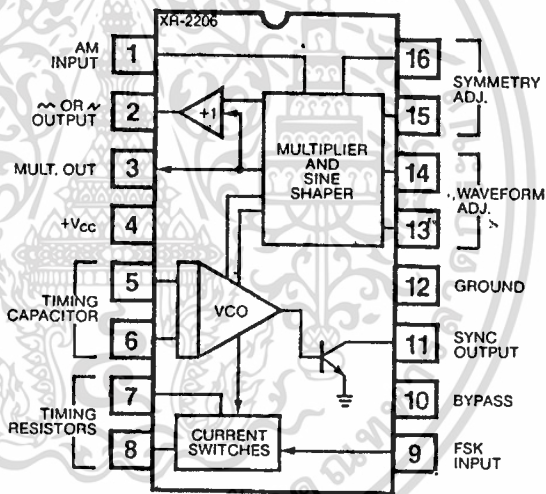 XR-2206
AM
INPUT
1
∼ OR ∿
OUTPUT
2
+1
MULT. OUT
3
+Vcc
4
TIMING
CAPACITOR
5
6
TIMING
RESISTORS
7
8
MULTIPLIER
AND
SINE
SHAPER
VCO
CURRENT
SWITCHES
16
15
SYMMETRY
ADJ.
14
13
WAVEFORM
ADJ.
12
GROUND
11
SYNC
OUTPUT
10
BYPASS
9
FSK
INPUT